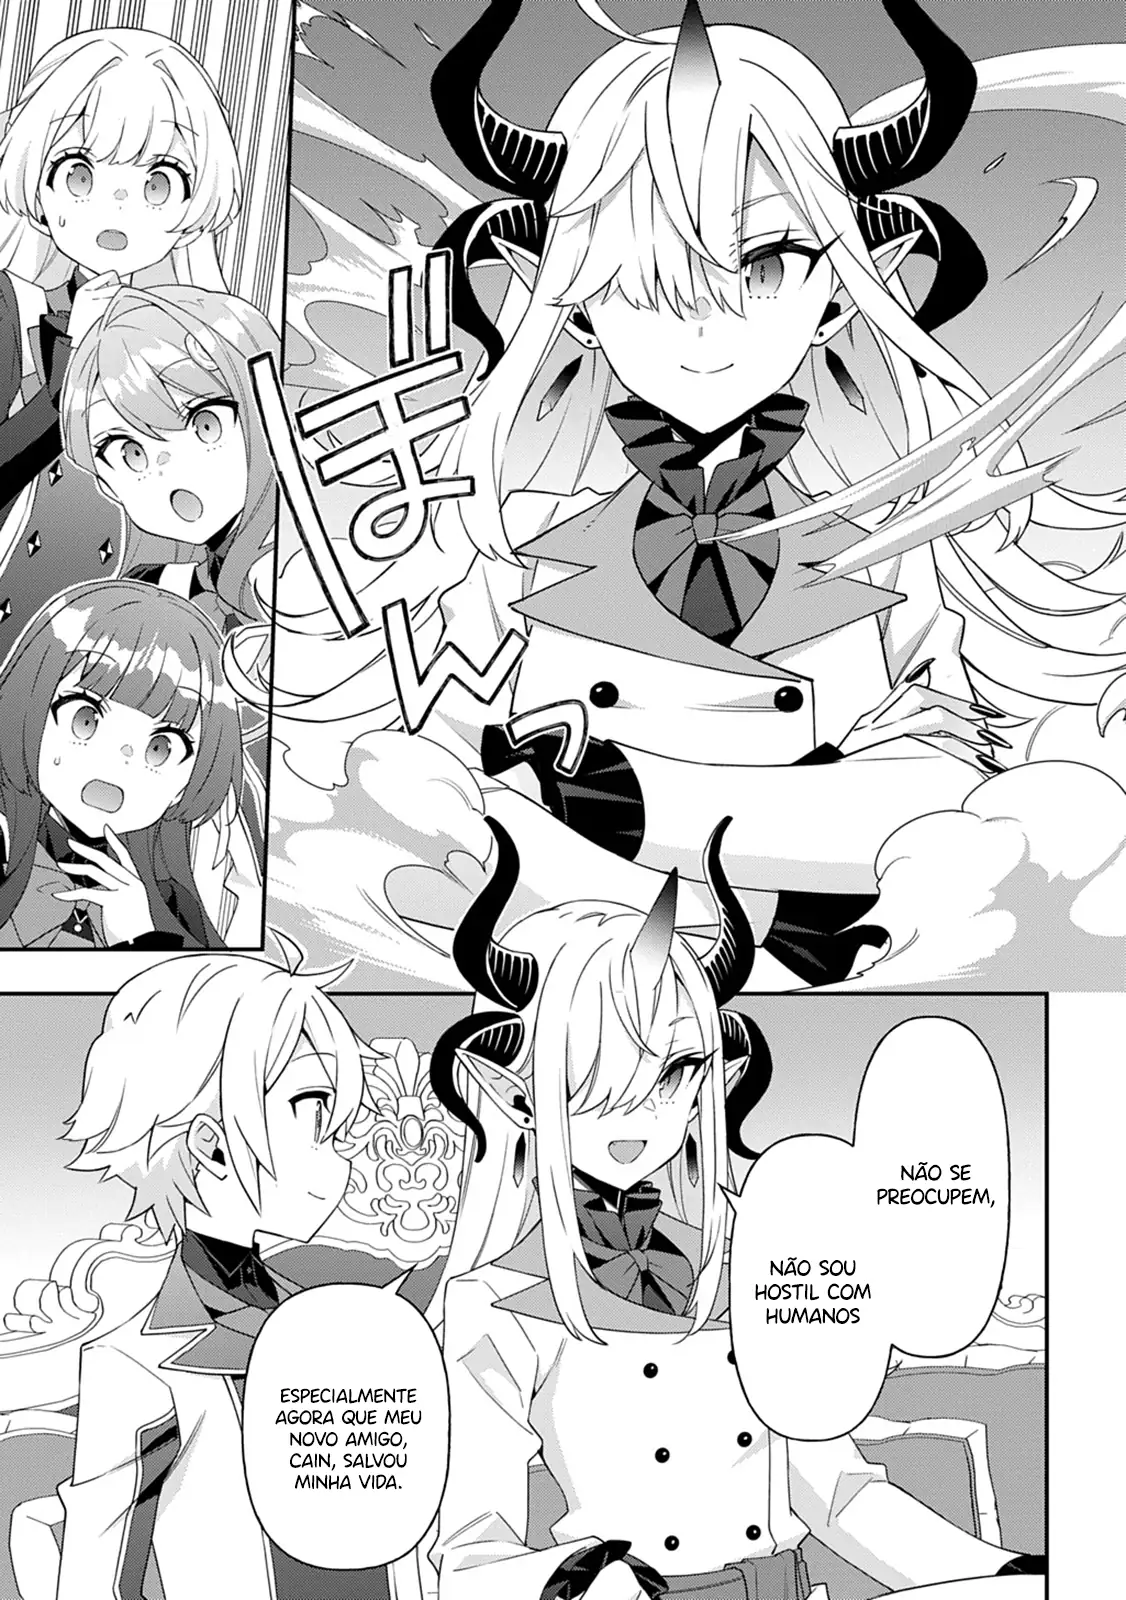 ぼんっ
NÃO SE
PREOCUPEM,
NÃO SOU
HOSTIL COM
HUMANOS
ESPECIALMENTE
AGORA QUE MEU
NOVO AMIGO,
CAIN, SALVOU
MINHA VIDA.